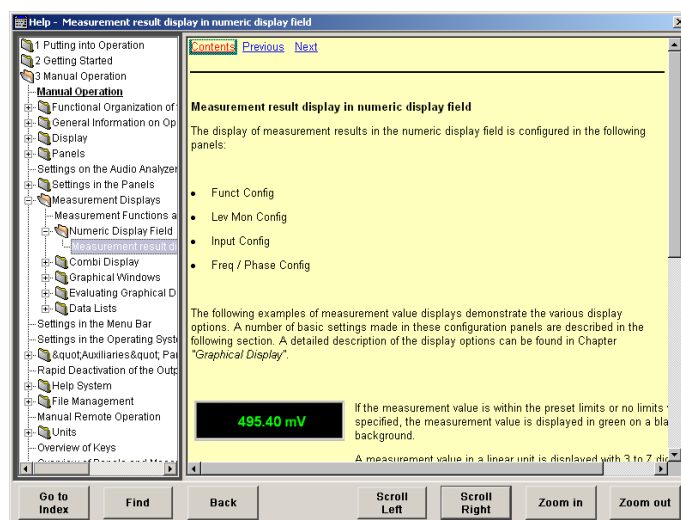 Help - Measurement result display in numeric display field
1 Putting into Operation
2 Getting Started
3 Manual Operation
Manual Operation
Functional Organization of
General Information on Op
Display
Panels
Settings on the Audio Analyzer
Settings in the Panels
Measurement Displays
Measurement Functions a
Numeric Display Field
Measurement result di
Combi Display
Graphical Windows
Evaluating Graphical D
Data Lists
Settings in the Menu Bar
Settings in the Operating Syst
&quot;Auxiliaries&quot; Pa
Rapid Deactivation of the Outp
Help System
File Management
Manual Remote Operation
Units
Overview of Keys
Contents Previous Next
Measurement result display in numeric display field
The display of measurement results in the numeric display field is configured in the following
panels:
• Funct Config
• Lev Mon Config
• Input Config
• Freq / Phase Config
The following examples of measurement value displays demonstrate the various display
options. A number of basic settings made in these configuration panels are described in the
following section. A detailed description of the display options can be found in Chapter
"Graphical Display".
495.40 mV
If the measurement value is within the preset limits or no limits
specified, the measurement value is displayed in green on a bla
background.
A measurement value in a linear unit is displayed with 3 to 7 dig
Go to
Index
Find
Back
Scroll
Left
Scroll
Right
Zoom in
Zoom out